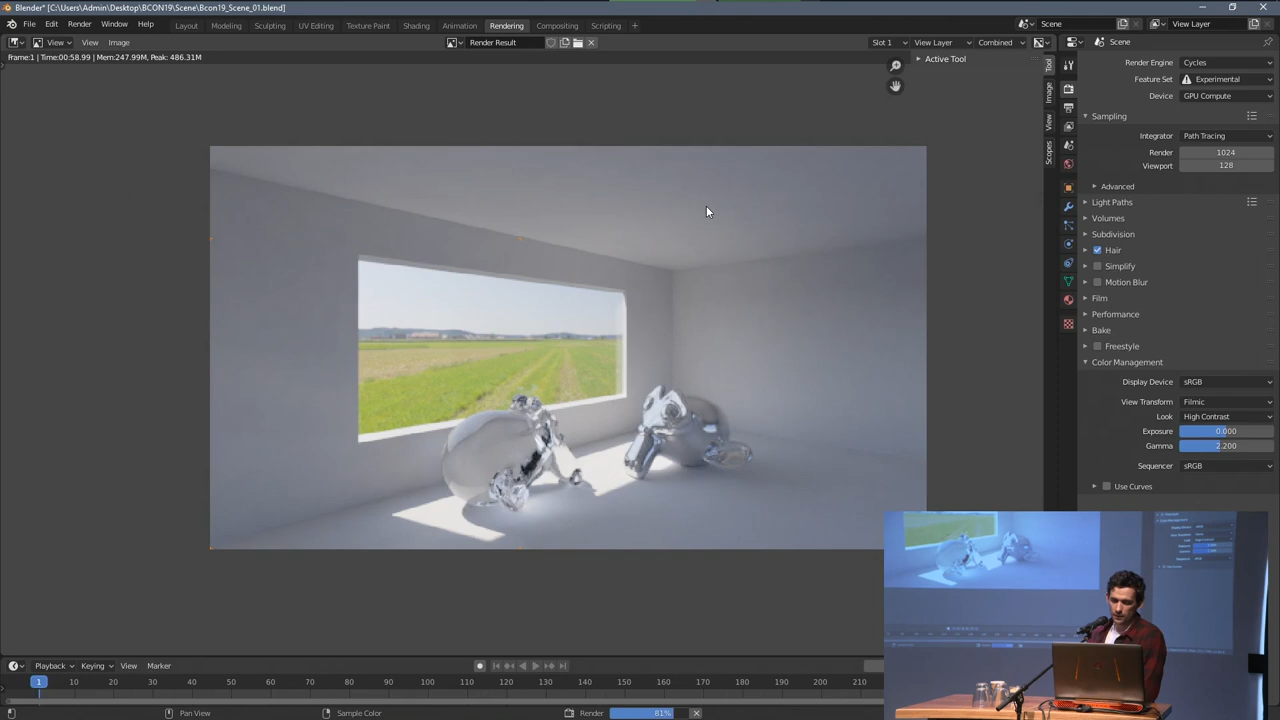 Blender* [C:\Users\Admin\Desktop\BCON19\Scene\Bcon19_Scene_01.blend]
File Edit Render Window Help Layout Modeling Sculpting UV Editing Texture Paint Shading Animation Rendering Compositing Scripting + Scene View Layer
View View Image Render Result Slot 1 View Layer Combined Scene
Frame:1 | Time:00:58.99 | Mem:247.99M, Peak: 486.31M
Active Tool
Tool
Image
View
Scopes
Render Engine Cycles
Feature Set Experimental
Device GPU Compute
Sampling
Integrator Path Tracing
Render 1024
Viewport 128
Advanced
Light Paths
Volumes
Subdivision
Hair
Simplify
Motion Blur
Film
Performance
Bake
Freestyle
Color Management
Display Device sRGB
View Transform Filmic
Look High Contrast
Exposure 0.000
Gamma 2.200
Sequencer sRGB
Use Curves
Playback Keying View Marker
1 10 20 30 40 50 60 70 80 90 100 110 120 130 140 150 160 170 180 190 200 210
Pan View Sample Color Render 81%